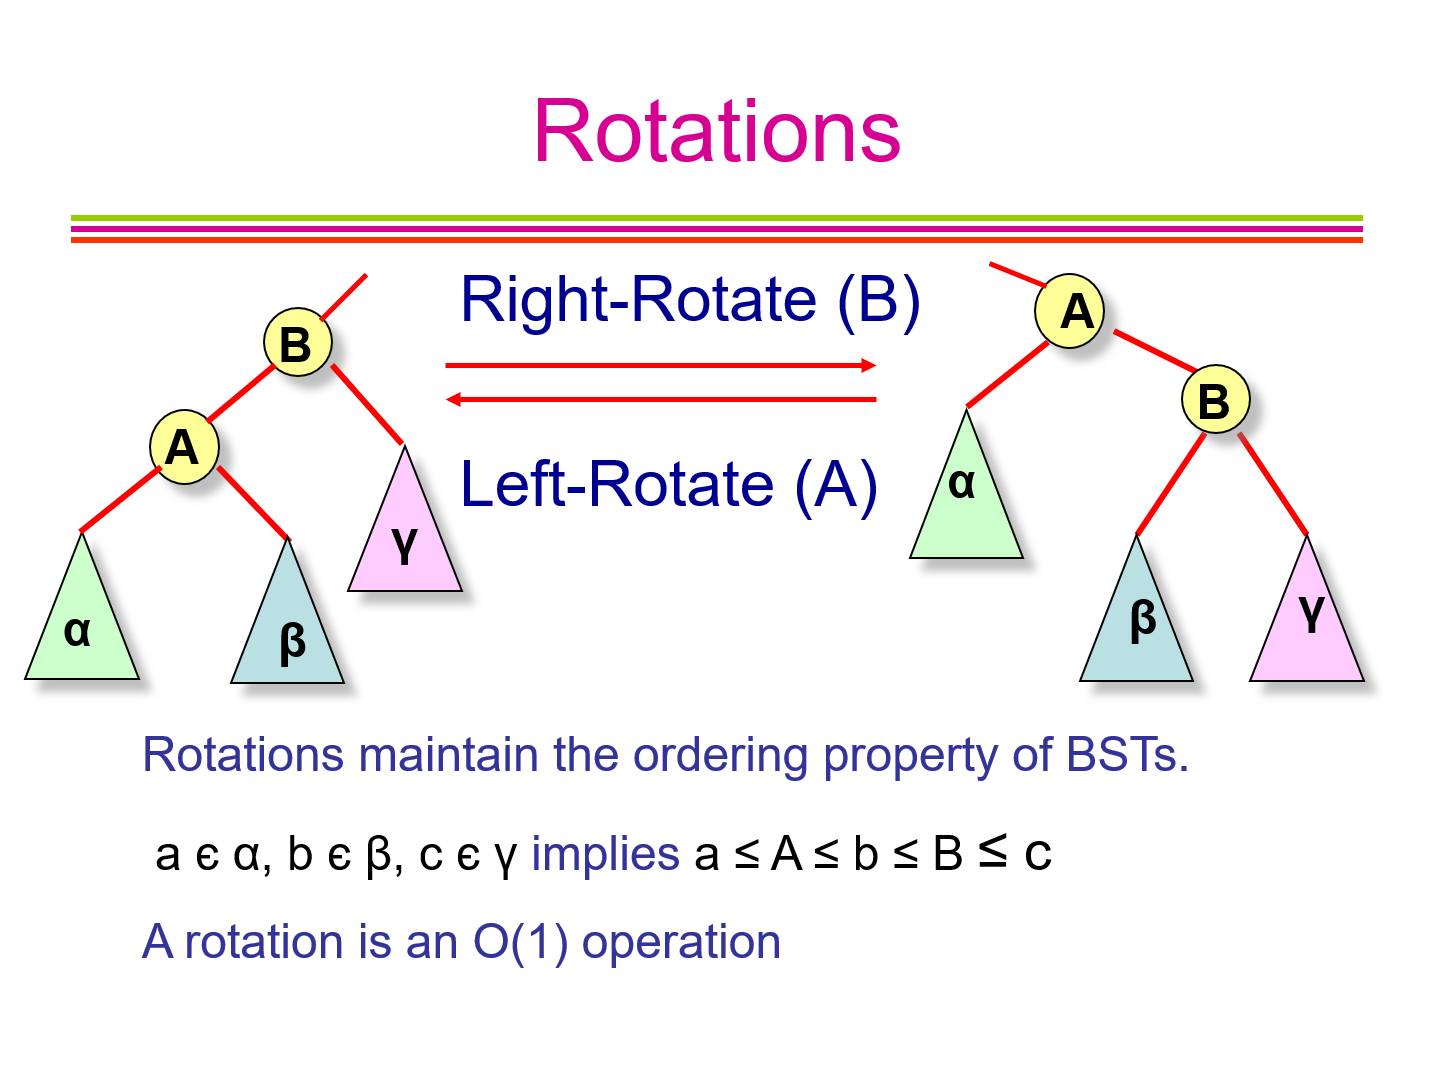 Rotations
Right-Rotate (B)
B
A
α
β
γ
Left-Rotate (A)
A
B
α
β
γ
Rotations maintain the ordering property of BSTs.
a є α, b є β, c є γ implies a ≤ A ≤ b ≤ B ≤ c
A rotation is an O(1) operation